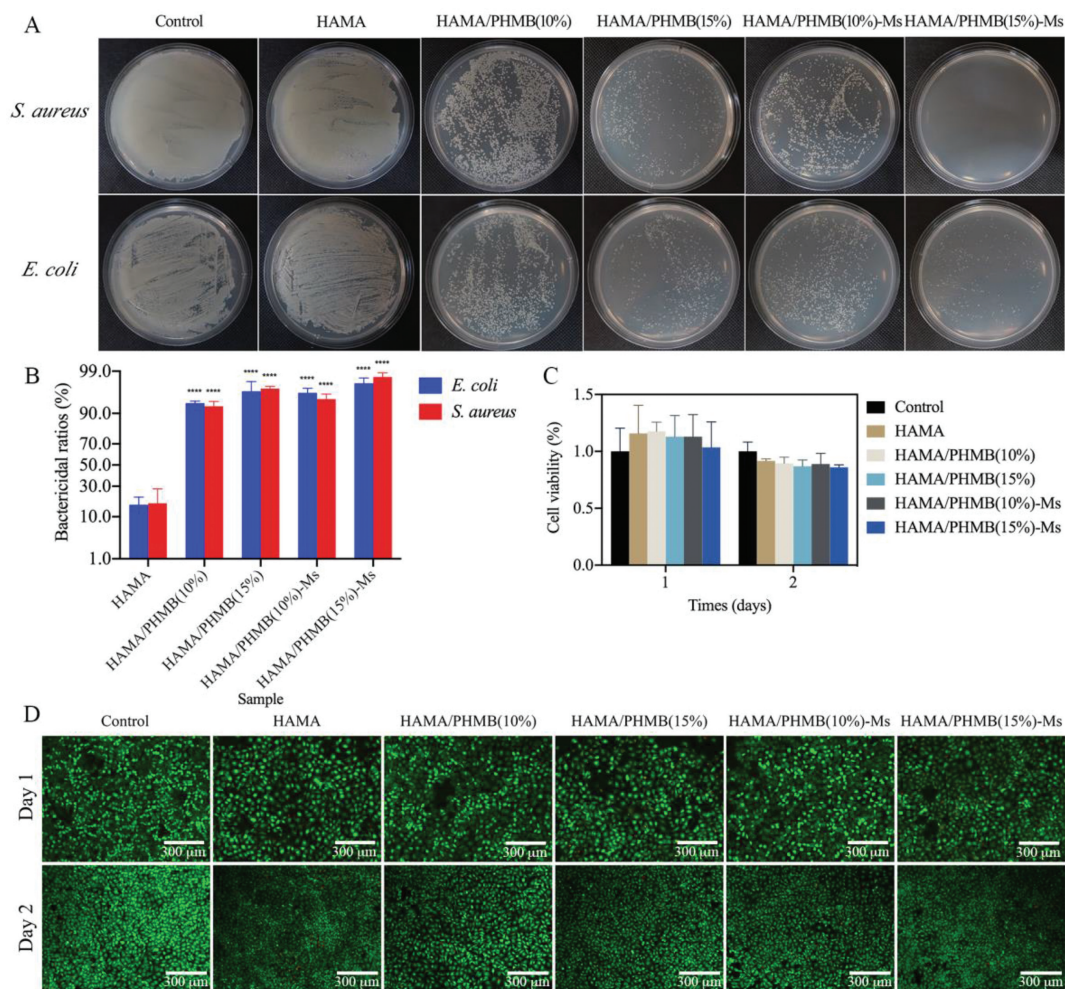 A
Control HAMA HAMA/PHMB(10%) HAMA/PHMB(15%) HAMA/PHMB(10%)-Ms HAMA/PHMB(15%)-Ms
S. aureus
E. coli
B
Bactericidal ratios (%)
99.0
90.0
70.0
50.0
30.0
10.0
1.0
**** **** **** **** **** **** **** ****
E. coli
S. aureus
HAMA
HAMA/PHMB(10%)
HAMA/PHMB(15%)
HAMA/PHMB(10%)-Ms
HAMA/PHMB(15%)-Ms
Sample
C
Cell viability (%)
1.5
1.0
0.5
0.0
1 2
Times (days)
Control
HAMA
HAMA/PHMB(10%)
HAMA/PHMB(15%)
HAMA/PHMB(10%)-Ms
HAMA/PHMB(15%)-Ms
D
Control HAMA HAMA/PHMB(10%) HAMA/PHMB(15%) HAMA/PHMB(10%)-Ms HAMA/PHMB(15%)-Ms
Day 1
300 μm 300 μm 300 μm 300 μm 300 μm 300 μm
Day 2
300 μm 300 μm 300 μm 300 μm 300 μm 300 μm